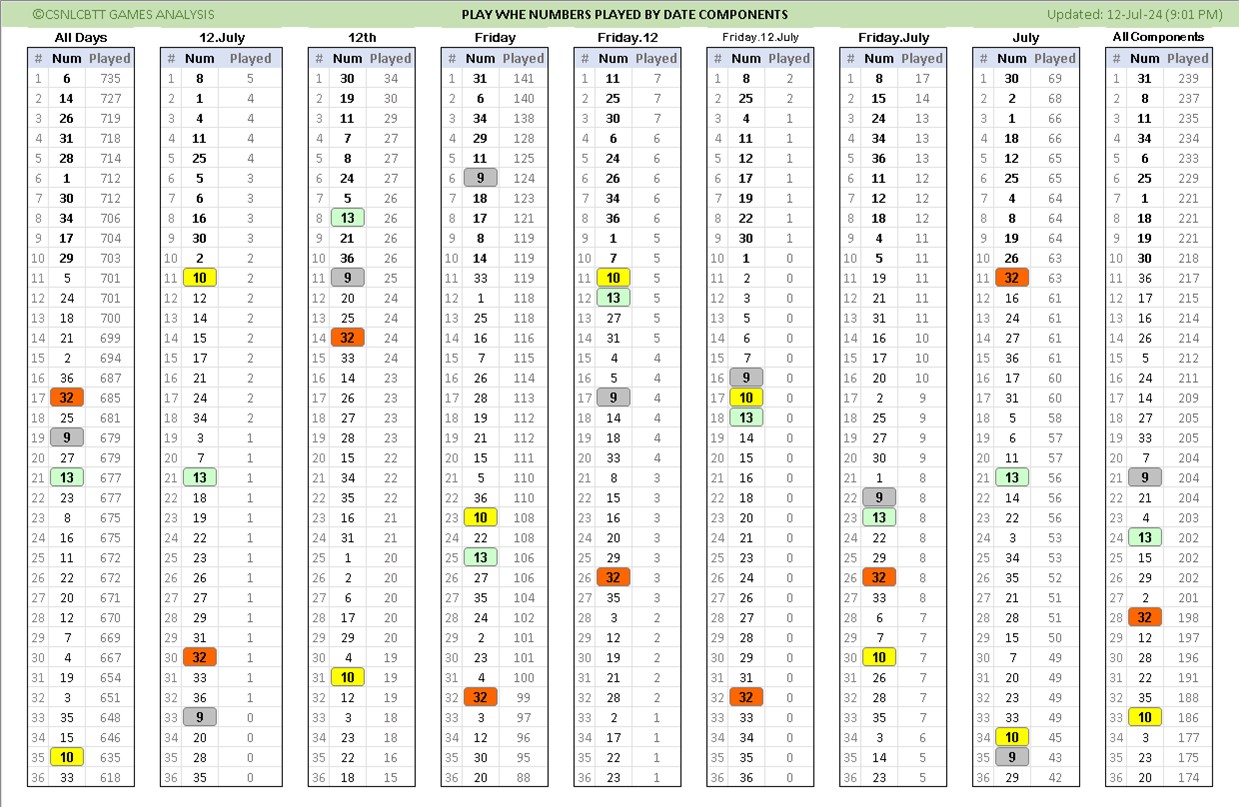 ©CSNLCBTT GAMES ANALYSIS PLAY WHE NUMBERS PLAYED BY DATE COMPONENTS Updated: 12-Jul-24 (9:01 PM)
All Days 12.July 12th Friday Friday.12 Friday.12.July Friday.July July All Components
# Num Played # Num Played # Num Played # Num Played # Num Played # Num Played # Num Played # Num Played # Num Played
1 6 735 1 8 5 1 30 34 1 31 141 1 11 7 1 8 2 1 8 17 1 30 69 1 31 239
2 14 727 2 1 4 2 19 30 2 6 140 2 25 7 2 25 2 2 15 14 2 2 68 2 8 237
3 26 719 3 4 4 3 11 29 3 34 138 3 30 7 3 4 1 3 24 13 3 1 66 3 11 235
4 31 718 4 11 4 4 7 27 4 29 128 4 6 6 4 11 1 4 34 13 4 18 66 4 34 234
5 28 714 5 25 4 5 8 27 5 11 125 5 24 6 5 12 1 5 36 13 5 12 65 5 6 233
6 1 712 6 5 3 6 24 27 6 9 124 6 26 6 6 17 1 6 11 12 6 25 65 6 25 229
7 30 712 7 6 3 7 5 26 7 18 123 7 34 6 7 19 1 7 12 12 7 4 64 7 1 221
8 34 706 8 16 3 8 13 26 8 17 121 8 36 6 8 22 1 8 18 12 8 8 64 8 18 221
9 17 704 9 30 3 9 21 26 9 8 119 9 1 5 9 30 1 9 4 11 9 19 64 9 19 221
10 29 703 10 2 2 10 36 26 10 14 119 10 7 5 10 1 0 10 5 11 10 26 63 10 30 218
11 5 701 11 10 2 11 9 25 11 33 119 11 10 5 11 2 0 11 19 11 11 32 63 11 36 217
12 24 701 12 12 2 12 20 24 12 1 118 12 13 5 12 3 0 12 21 11 12 16 61 12 17 215
13 18 700 13 14 2 13 25 24 13 25 118 13 27 5 13 5 0 13 31 11 13 24 61 13 16 214
14 21 699 14 15 2 14 32 24 14 16 116 14 31 5 14 6 0 14 16 10 14 27 61 14 26 214
15 2 694 15 17 2 15 33 24 15 7 115 15 4 4 15 7 0 15 17 10 15 36 61 15 5 212
16 36 687 16 21 2 16 14 23 16 26 114 16 5 4 16 9 0 16 20 10 16 17 60 16 24 211
17 32 685 17 24 2 17 26 23 17 28 113 17 9 4 17 10 0 17 2 9 17 31 60 17 14 209
18 25 681 18 34 2 18 27 23 18 19 112 18 14 4 18 13 0 18 25 9 18 5 58 18 27 205
19 9 679 19 3 1 19 28 23 19 21 112 19 18 4 19 14 0 19 27 9 19 6 57 19 33 205
20 27 679 20 7 1 20 15 22 20 15 111 20 33 4 20 15 0 20 30 9 20 11 57 20 7 204
21 13 677 21 13 1 21 34 22 21 5 110 21 8 3 21 16 0 21 1 8 21 13 56 21 9 204
22 23 677 22 18 1 22 35 22 22 36 110 22 15 3 22 18 0 22 9 8 22 14 56 22 21 204
23 8 675 23 19 1 23 16 21 23 10 108 23 16 3 23 20 0 23 13 8 23 22 56 23 4 203
24 16 675 24 22 1 24 31 21 24 22 108 24 20 3 24 21 0 24 22 8 24 3 53 24 13 202
25 11 672 25 23 1 25 1 20 25 13 106 25 29 3 25 23 0 25 29 8 25 34 53 25 15 202
26 22 672 26 26 1 26 2 20 26 27 106 26 32 3 26 24 0 26 32 8 26 35 52 26 29 202
27 20 671 27 27 1 27 6 20 27 35 104 27 35 3 27 26 0 27 33 8 27 21 51 27 2 201
28 12 670 28 29 1 28 17 20 28 24 102 28 3 2 28 27 0 28 6 7 28 28 51 28 32 198
29 7 669 29 31 1 29 29 20 29 2 101 29 12 2 29 28 0 29 7 7 29 15 50 29 12 197
30 4 667 30 32 1 30 4 19 30 23 101 30 19 2 30 29 0 30 10 7 30 7 49 30 28 196
31 19 654 31 33 1 31 10 19 31 4 100 31 21 2 31 31 0 31 26 7 31 20 49 31 22 191
32 3 651 32 36 1 32 12 19 32 32 99 32 28 2 32 32 0 32 28 7 32 23 49 32 35 188
33 35 648 33 9 0 33 3 18 33 3 97 33 2 1 33 33 0 33 35 7 33 33 49 33 10 186
34 15 646 34 20 0 34 23 18 34 12 96 34 17 1 34 34 0 34 3 6 34 10 45 34 3 177
35 10 635 35 28 0 35 22 16 35 30 95 35 22 1 35 35 0 35 14 5 35 9 43 35 23 175
36 33 618 36 35 0 36 18 15 36 20 88 36 23 1 36 36 0 36 23 5 36 29 42 36 20 174